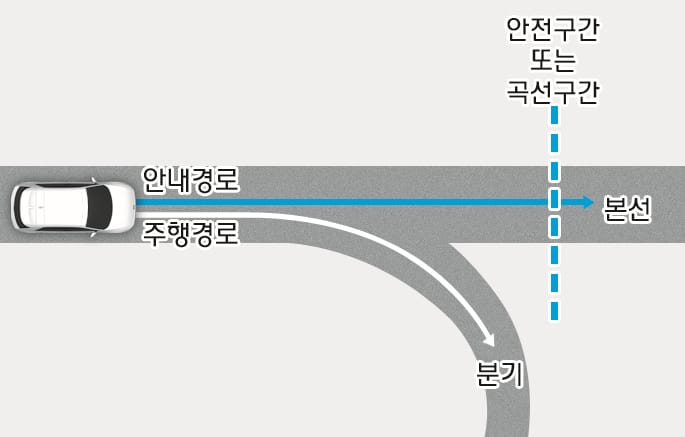 안전구간
또는
곡선구간
안내경로
본선
주행경로
분기